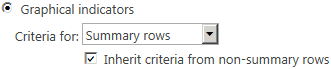 Graphical indicators
Criteria for: Summary rows
Inherit criteria from non-summary rows.